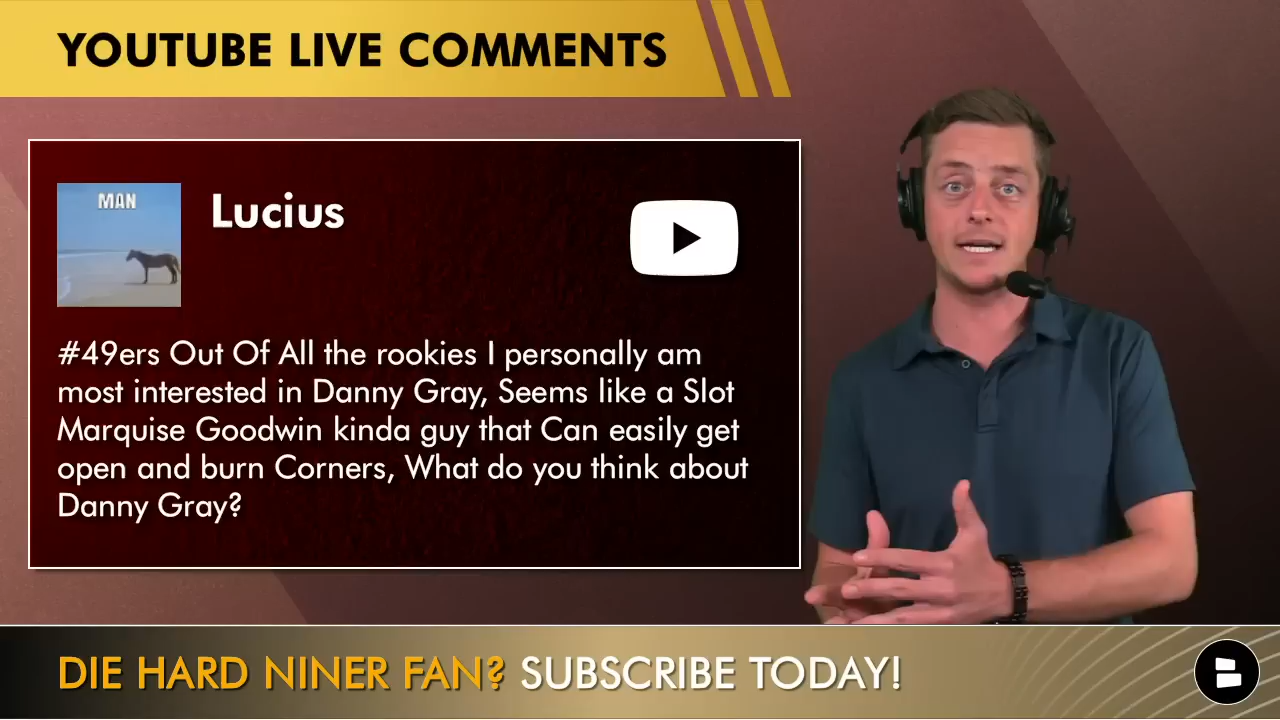 YOUTUBE LIVE COMMENTS
MAN
Lucius
#49ers Out Of All the rookies I personally am
most interested in Danny Gray, Seems like a Slot
Marquise Goodwin kinda guy that Can easily get
open and burn Corners, What do you think about
Danny Gray?
DIE HARD NINER FAN? SUBSCRIBE TODAY!